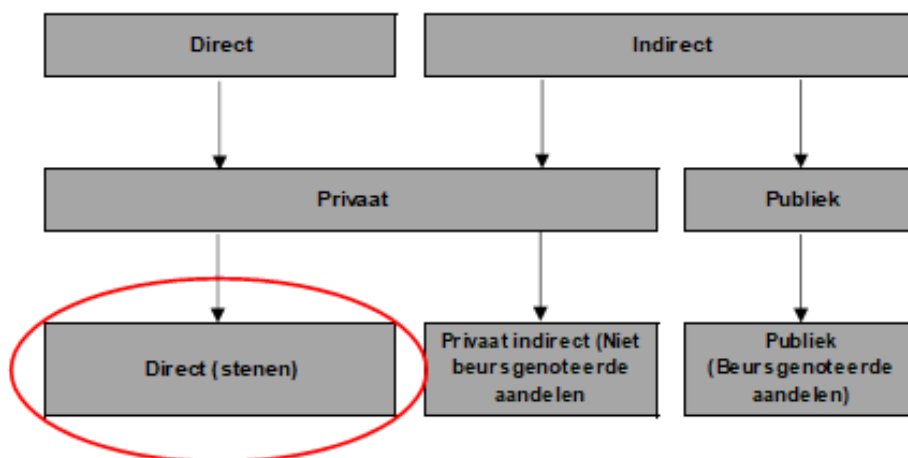 Direct
Indirect
Privaat
Publiek
Direct (stenen)
Privaat indirect (Niet
beursgenoteerde
aandelen
Publiek
(Beursgenoteerde
aandelen)